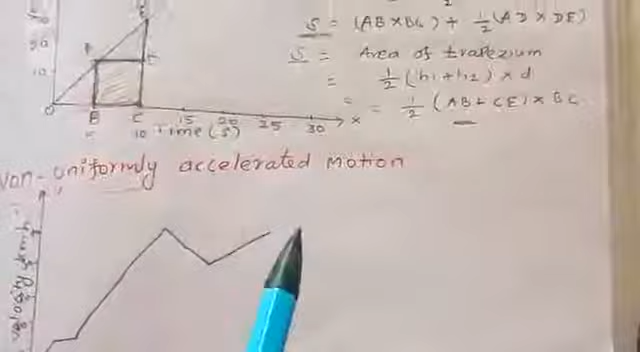 S = (AB X BC) + ½ (AD X DE)
S = Area of trapezium
= ½ (h1 + h2) x d
= = ½ (AB + CE) X BC
10
O B C 15 20 25 30 x
10 Time (s)
Non-uniformly accelerated motion